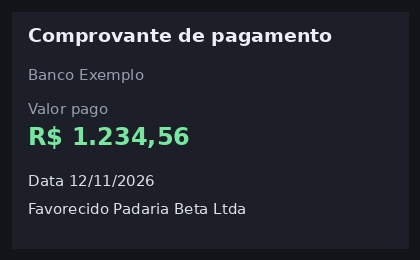 Comprovante de pagamento
Banco Exemplo
Valor pago
R$ 1.234,56
Data 12/11/2026
Favorecido Padaria Beta Ltda